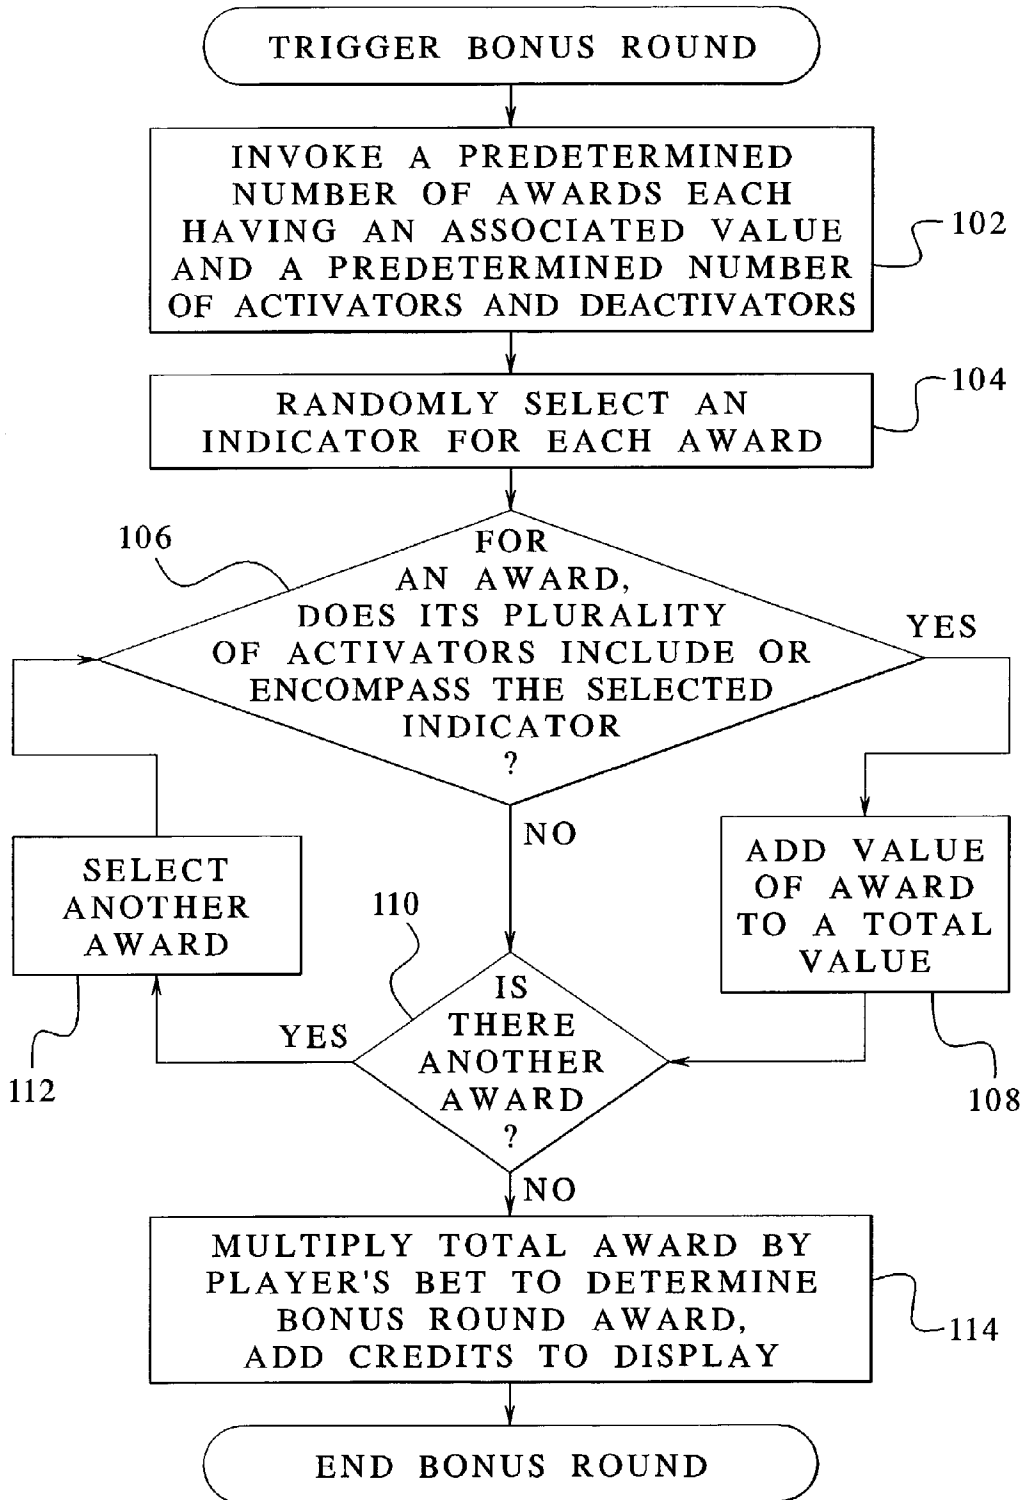 TRIGGER BONUS ROUND
INVOKE A PREDETERMINED
NUMBER OF AWARDS EACH
HAVING AN ASSOCIATED VALUE
AND A PREDETERMINED NUMBER
OF ACTIVATORS AND DEACTIVATORS
102
RANDOMLY SELECT AN
INDICATOR FOR EACH AWARD
104
106
FOR
AN AWARD,
DOES ITS PLURALITY
OF ACTIVATORS INCLUDE OR
ENCOMPASS THE SELECTED
INDICATOR
?
YES
NO
ADD VALUE
OF AWARD
TO A TOTAL
VALUE
108
SELECT
ANOTHER
AWARD
112
110
IS
THERE
ANOTHER
AWARD
?
YES
NO
MULTIPLY TOTAL AWARD BY
PLAYER'S BET TO DETERMINE
BONUS ROUND AWARD,
ADD CREDITS TO DISPLAY
114
END BONUS ROUND